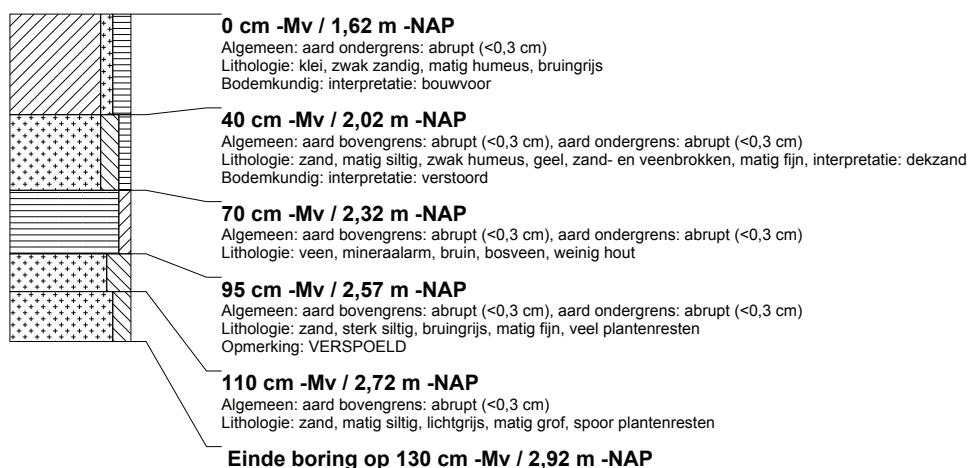 0 cm -Mv / 1,62 m -NAP
Algemeen: aard ondergrens: abrupt (<0,3 cm)
Lithologie: klei, zwak zandig, matig humeus, bruingrijs
Bodemkundig: interpretatie: bouwvoor
40 cm -Mv / 2,02 m -NAP
Algemeen: aard bovengrens: abrupt (<0,3 cm), aard ondergrens: abrupt (<0,3 cm)
Lithologie: zand, matig siltig, zwak humeus, geel, zand- en veenbrokken, matig fijn, interpretatie: dekzand
Bodemkundig: interpretatie: verstoord
70 cm -Mv / 2,32 m -NAP
Algemeen: aard bovengrens: abrupt (<0,3 cm), aard ondergrens: abrupt (<0,3 cm)
Lithologie: veen, mineraalarm, bruin, bosveen, weinig hout
95 cm -Mv / 2,57 m -NAP
Algemeen: aard bovengrens: abrupt (<0,3 cm), aard ondergrens: abrupt (<0,3 cm)
Lithologie: zand, sterk siltig, bruingrijs, matig fijn, veel plantenresten
Opmerking: VERSPOELD
110 cm -Mv / 2,72 m -NAP
Algemeen: aard bovengrens: abrupt (<0,3 cm)
Lithologie: zand, matig siltig, lichtgrijs, matig grof, spoor plantenresten
Einde boring op 130 cm -Mv / 2,92 m -NAP